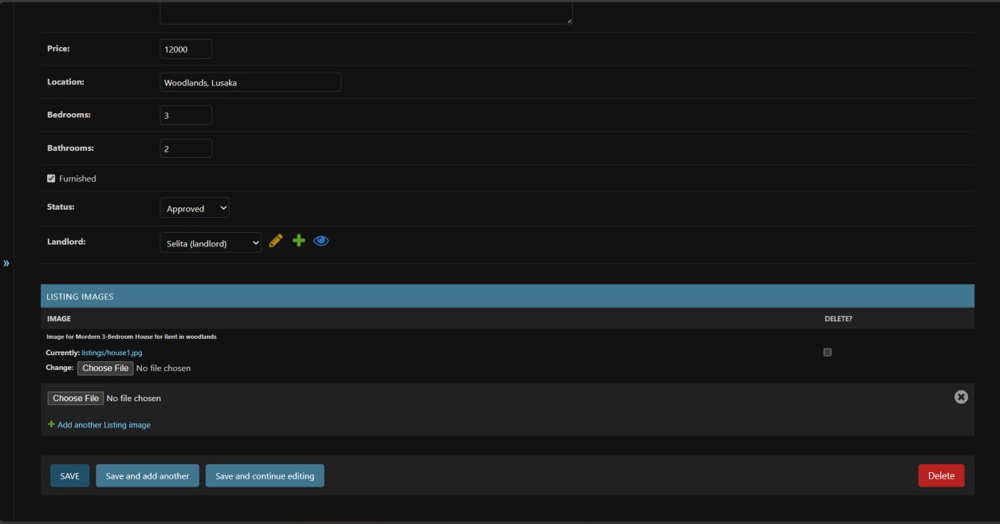 Price: 12000
Location: Woodlands, Lusaka
Bedrooms: 3
Bathrooms: 2
Furnished
Status: Approved
Landlord: Selita (landlord)
»
LISTING IMAGES
IMAGE DELETE?
Image for Mordern 3-Bedroom House for Rent in woodlands
Currently: listings/house1.jpg
Change: Choose File No file chosen
Choose File No file chosen
Add another Listing image
SAVE Save and add another Save and continue editing Delete